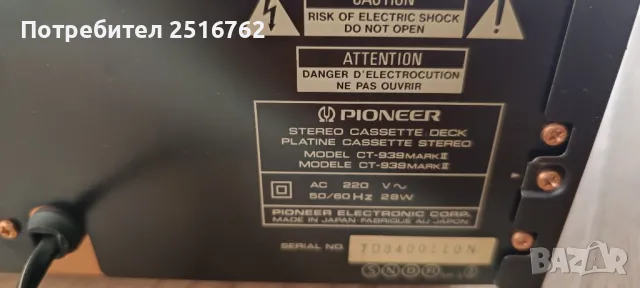 Потребител 2516762
CAUTION
RISK OF ELECTRIC SHOCK
DO NOT OPEN
ATTENTION
DANGER D'ELECTROCUTION
NE PAS OUVRIR
PIONEER
STEREO CASSETTE DECK
PLATINE CASSETTE STEREO
MODEL CT-939MARKII
MODELE CT-939MARKII
AC 220 V~
50/60Hz 28W
PIONEER ELECTRONIC CORP.
MADE IN JAPAN·FABRIQUE AU JAPON
SERIAL NO.
S N D F
BAZAR